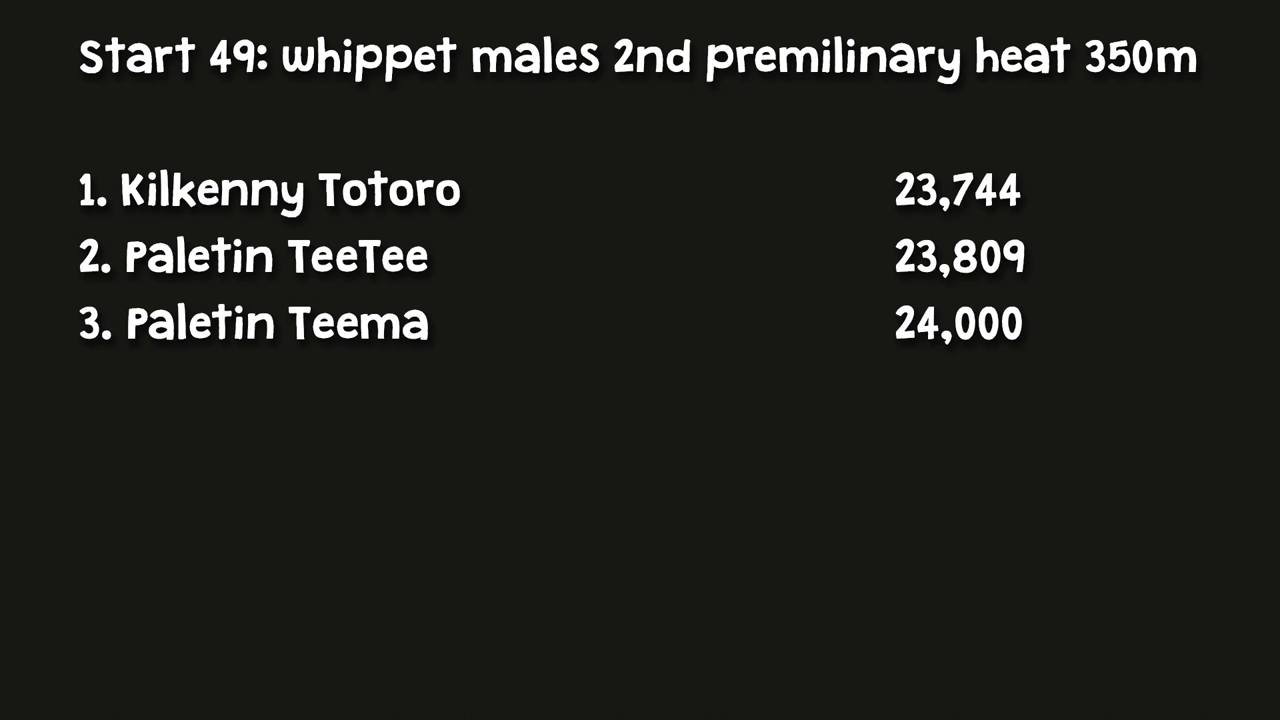 Start 49: whippet males 2nd premilinary heat 350m
1. Kilkenny Totoro 23,744
2. Paletin TeeTee 23,809
3. Paletin Teema 24,000